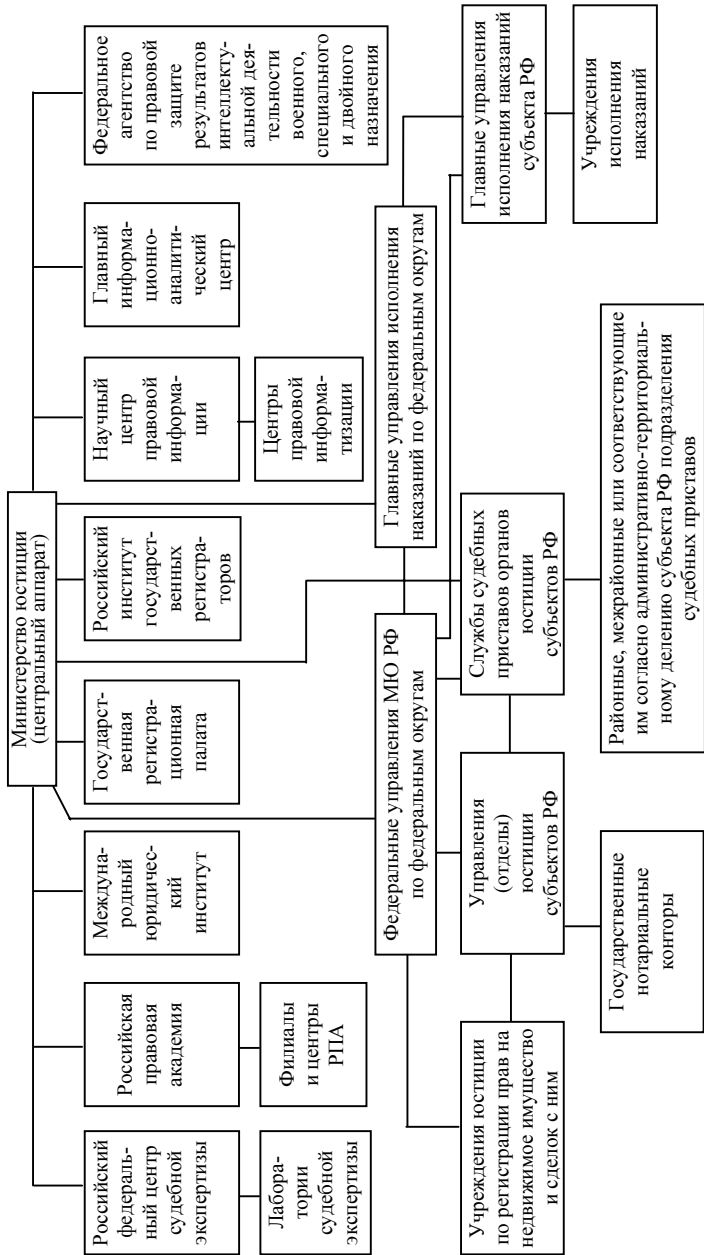 Министерство юстиции
(центральный аппарат)
Российский
федераль-
ный центр
судебной
экспертизы
Российская
правовая
академия
Междуна-
родный
юридичес-
кий
институт
Государст-
венная
регистра-
ционная
палата
Российский
институт
государст-
венных
регистра-
торов
Научный
центр
правовой
информа-
ции
Главный
информа-
ционно-
аналити-
ческий
центр
Федеральное
агентство
по правовой
защите
результатов
интеллекту-
альной дея-
тельности
военного,
специального
и двойного
назначения
Лабора-
тории
судебной
экспертизы
Филиалы
и центры
РПА
Центры
правовой
информа-
тизации
Федеральные управления МЮ РФ
по федеральным округам
Главные управления исполнения
наказаний по федеральным округам
Учреждения юстиции
по регистрации прав на
недвижимое имущество
и сделок с ним
Управления
(отделы)
юстиции
субъектов РФ
Службы судебных
приставов органов
юстиции
субъектов РФ
Главные управления
исполнения наказаний
субъекта РФ
Государственные
нотариальные
конторы
Районные, межрайонные или соответствующие
им согласно административно-территориаль-
ному делению субъекта РФ подразделения
судебных приставов
Учреждения
исполнения
наказаний